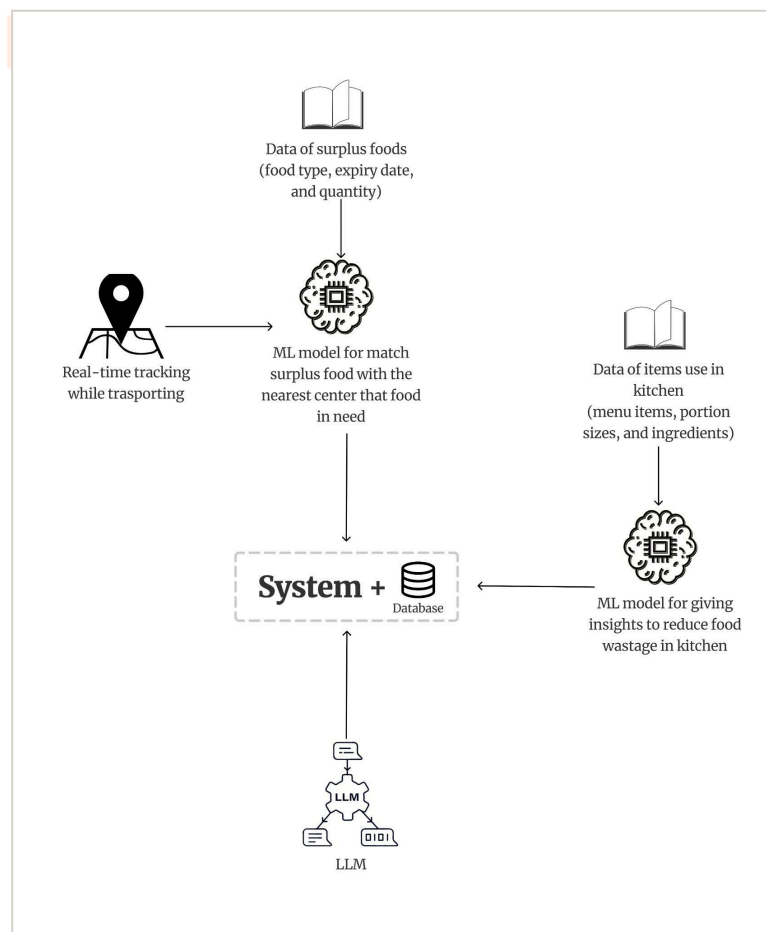 Data of surplus foods
(food type, expiry date,
and quantity)
Real-time tracking
while trasporting
ML model for match
surplus food with the
nearest center that food
in need
Data of items use in
kitchen
(menu items, portion
sizes, and ingredients)
System +
Database
ML model for giving
insights to reduce food
wastage in kitchen
LLM
0101
LLM